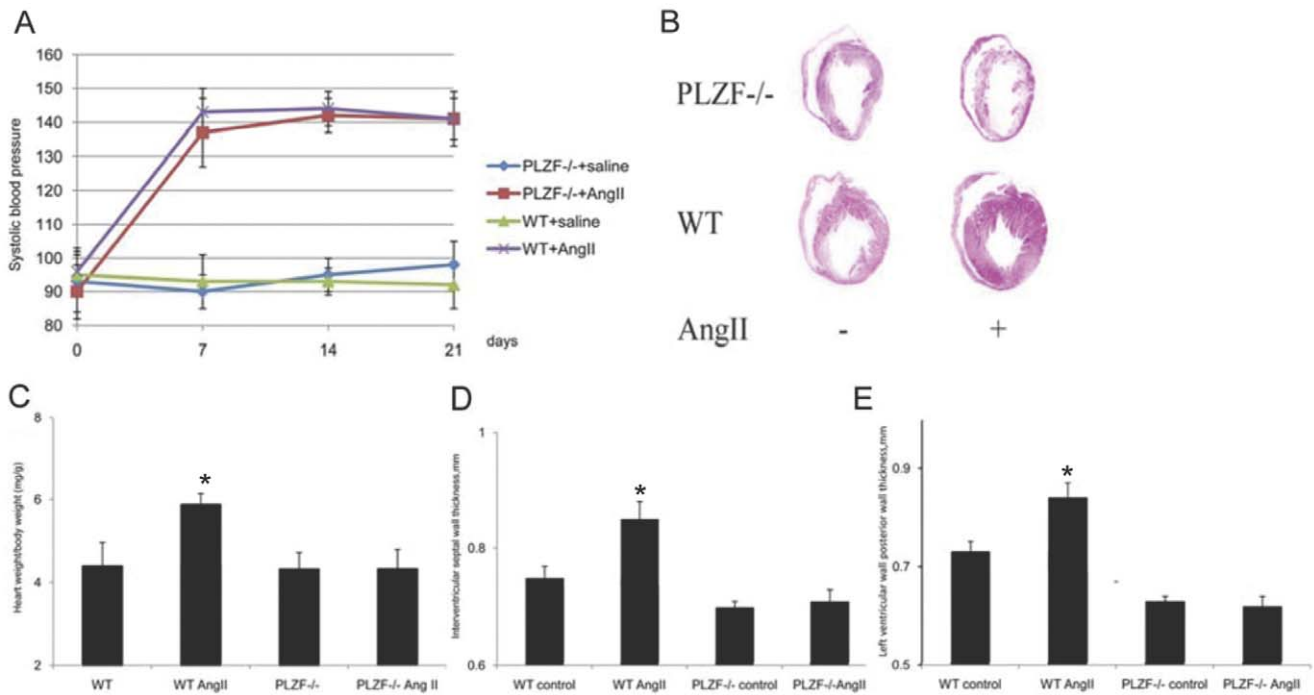 A
160
150
140
130
120
110
100
90
80
Systolic blood pressure
0 7 14 21 days
PLZF-/-+saline
PLZF-/-+AngII
WT+saline
WT+AngII
B
PLZF-/-
WT
AngII - +
C
8
6
4
2
Heart weight/body weight (mg/g)
*
WT WT AngII PLZF-/- PLZF-/- Ang II
D
1
0.8
0.6
Interventricular septal wall thickness,mm
*
WT control WT AngII PLZF-/- control PLZF-/-AngII
E
0.9
0.7
0.5
Left ventricular wall posterior wall thickness,mm
*
WT control WT AngII PLZF-/- control PLZF-/-AngII